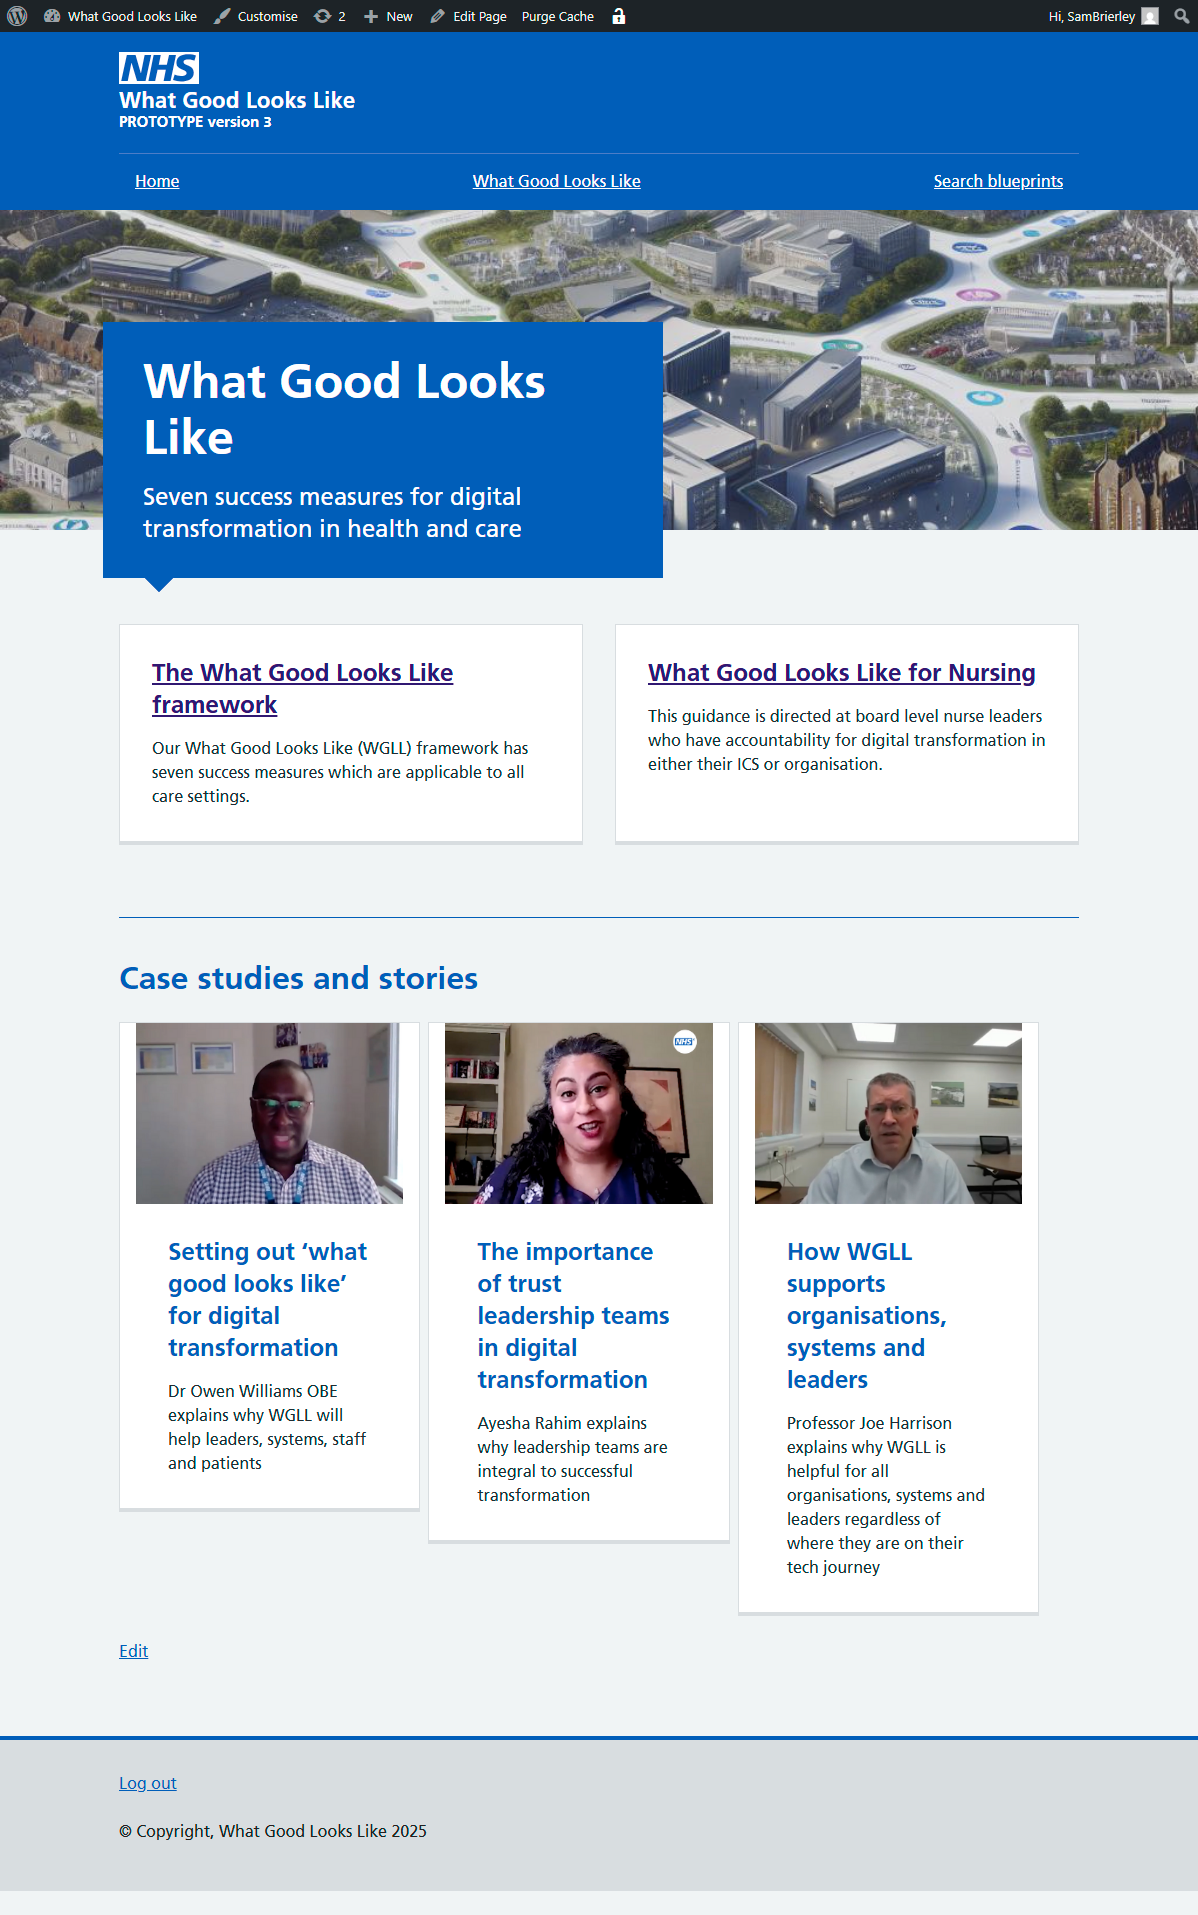 What Good Looks Like
Customise
2
New
Edit Page
Purge Cache
Hi, SamBrierley
NHS
What Good Looks Like
PROTOTYPE version 3
Home
What Good Looks Like
Search blueprints
What Good Looks
Like
Seven success measures for digital
transformation in health and care
The What Good Looks Like
framework
Our What Good Looks Like (WGLL) framework has
seven success measures which are applicable to all
care settings.
What Good Looks Like for Nursing
This guidance is directed at board level nurse leaders
who have accountability for digital transformation in
either their ICS or organisation.
Case studies and stories
NHS
Setting out ‘what
good looks like’
for digital
transformation
Dr Owen Williams OBE
explains why WGLL will
help leaders, systems, staff
and patients
The importance
of trust
leadership teams
in digital
transformation
Ayesha Rahim explains
why leadership teams are
integral to successful
transformation
How WGLL
supports
organisations,
systems and
leaders
Professor Joe Harrison
explains why WGLL is
helpful for all
organisations, systems and
leaders regardless of
where they are on their
tech journey
Edit
Log out
© Copyright, What Good Looks Like 2025